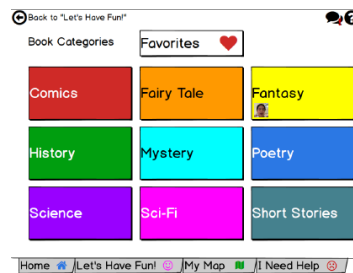 Back to "Let's Have Fun!"
Book Categories
Favorites
Comics
Fairy Tale
Fantasy
History
Mystery
Poetry
Science
Sci-Fi
Short Stories
Home
Let's Have Fun!
My Map
I Need Help